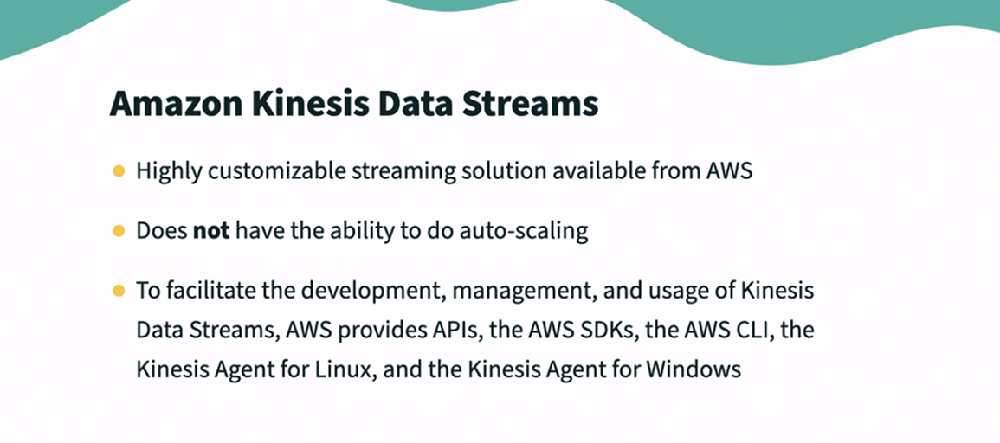 Amazon Kinesis Data Streams
Highly customizable streaming solution available from AWS
Does not have the ability to do auto-scaling
To facilitate the development, management, and usage of Kinesis
Data Streams, AWS provides APIs, the AWS SDKs, the AWS CLI, the
Kinesis Agent for Linux, and the Kinesis Agent for Windows